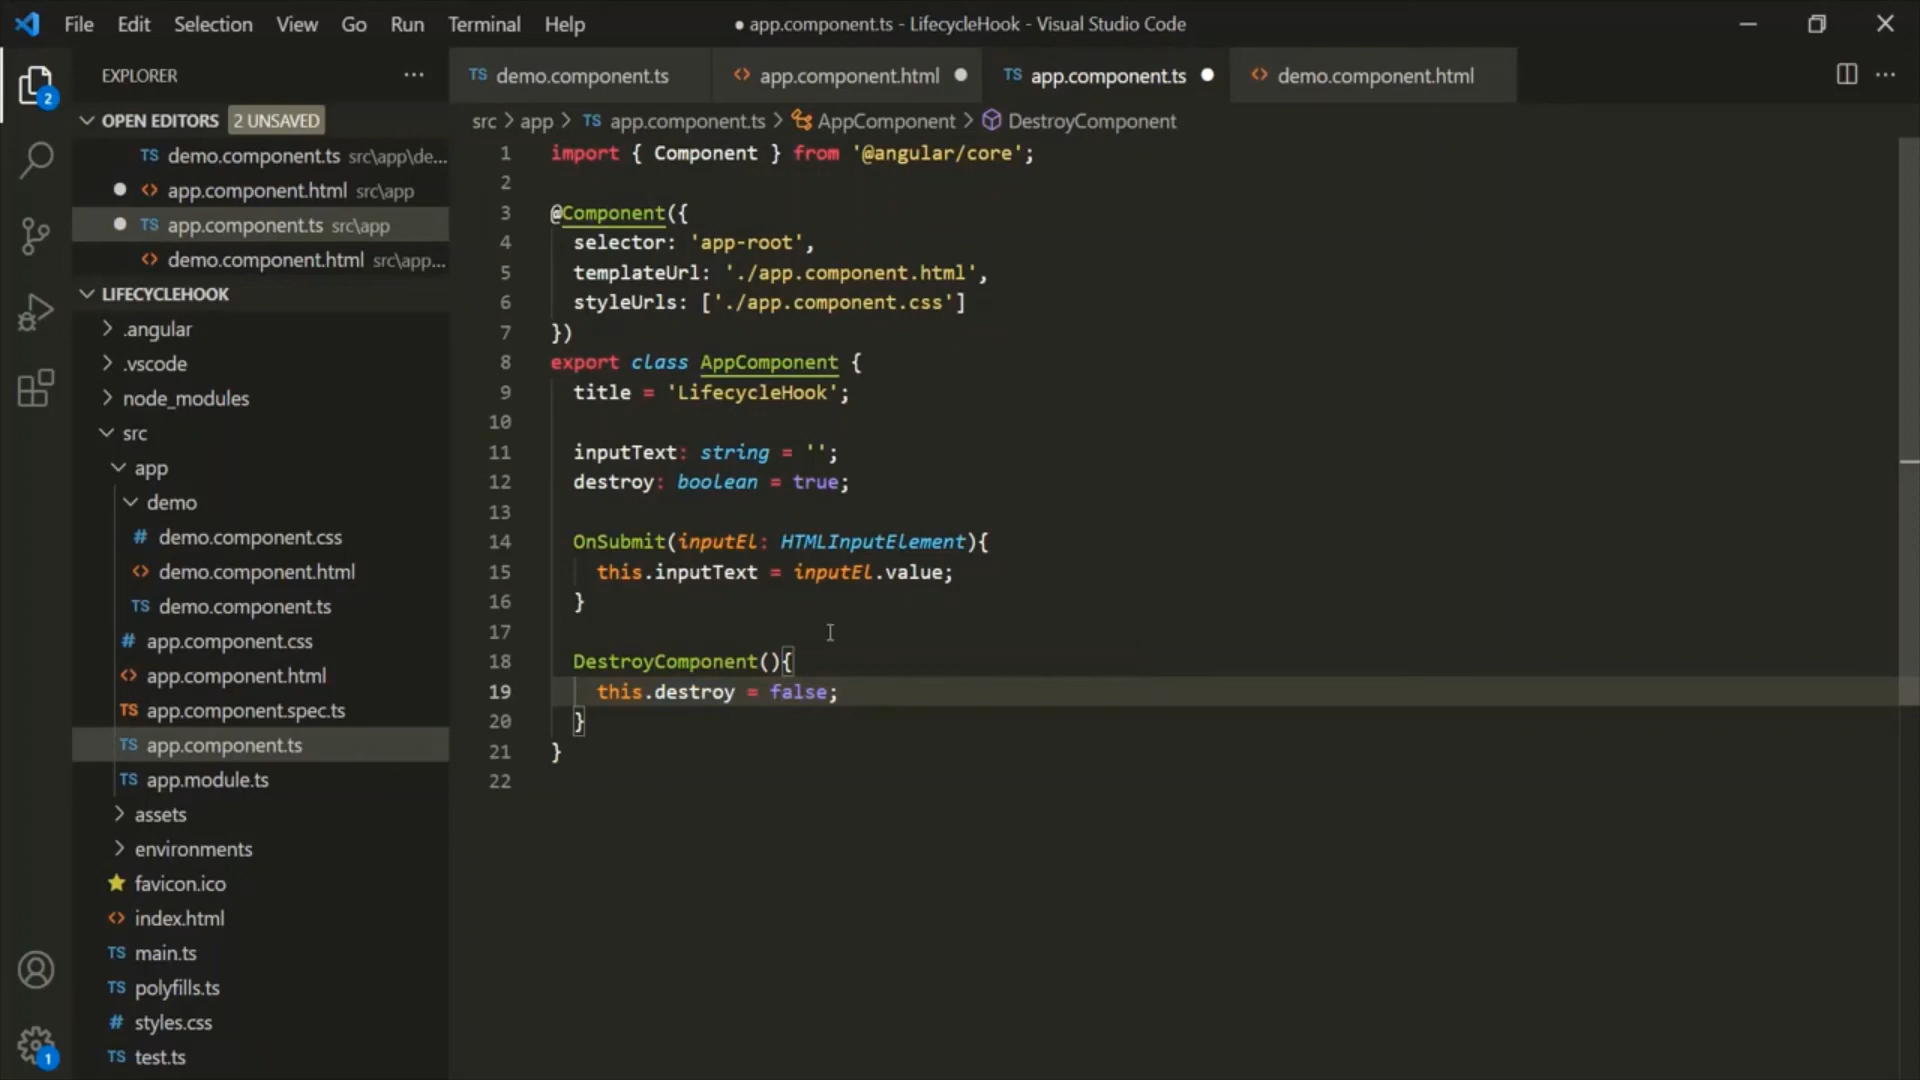 File Edit Selection View Go Run Terminal Help
● app.component.ts - LifecycleHook - Visual Studio Code
EXPLORER
OPEN EDITORS 2 UNSAVED
TS demo.component.ts src\app\de...
<> app.component.html src\app
TS app.component.ts src\app
<> demo.component.html src\app...
LIFECYCLEHOOK
.angular
.vscode
node_modules
src
app
demo
# demo.component.css
<> demo.component.html
TS demo.component.ts
# app.component.css
<> app.component.html
TS app.component.spec.ts
TS app.component.ts
TS app.module.ts
assets
environments
favicon.ico
<> index.html
TS main.ts
TS polyfills.ts
# styles.css
TS test.ts
2
1
TS demo.component.ts <> app.component.html TS app.component.ts <> demo.component.html
src > app > TS app.component.ts > AppComponent > DestroyComponent
1 import { Component } from '@angular/core';
2
3 @Component({
4 selector: 'app-root',
5 templateUrl: './app.component.html',
6 styleUrls: ['./app.component.css']
7 })
8 export class AppComponent {
9 title = 'LifecycleHook';
10
11 inputText: string = '';
12 destroy: boolean = true;
13
14 OnSubmit(inputEl: HTMLInputElement){
15 this.inputText = inputEl.value;
16 }
17
18 DestroyComponent(){
19 this.destroy = false;
20 }
21 }
22